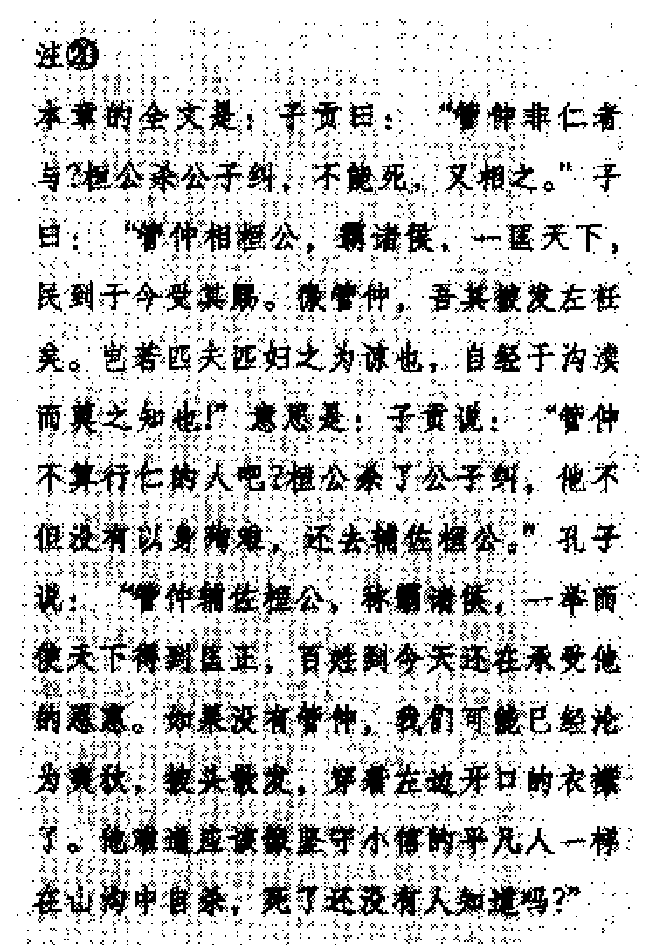 注㉑
本章的全文是：子贡曰：“管仲非仁者
与?桓公杀公子纠，不能死，又相之。”子
曰：“管仲相桓公，霸诸侯，一匡天下，
民到于今受其赐。微管仲，吾其被发左衽
矣。岂若匹夫匹妇之为谅也，自经于沟渎
而莫之知也!”意思是：子贡说：“管仲
不算行仁的人吧?桓公杀了公子纠，他不
但没有以身殉难，还去辅佐桓公。”孔子
说：“管仲辅佐桓公，称霸诸侯，一举而
使天下得到匡正，百姓到今天还在承受他
的恩惠。如果没有管仲，我们可能已经沦
为夷狄，披头散发，穿着左边开口的衣襟
了。他难道应该像坚守小信的平凡人一样
在山沟中自杀，死了还没有人知道吗?”